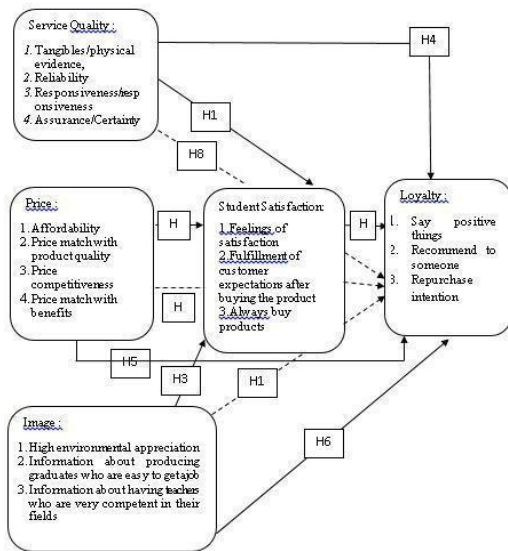 Service Quality :
1. Tangibles/physical
evidence,
2. Reliability
3. Responsiveness/resp
onsiveness
4. Assurance/Certainty
H4
H1
H8
Price :
1. Affordability
2. Price match with
product quality
3. Price
competitiveness
4. Price match with
benefits
H
H
Student Satisfaction:
1.Feelings of
satisfaction
2.Fulfillment of
customer
expectations after
buying the product
3.Always buy
products
H
Loyalty :
1. Say positive
things
2. Recommend to
someone
3. Repurchase
intention
H5
H3
H1
H6
Image :
1. High environmental appreciation
2. Information about producing
graduates who are easy to get a job
3. Information about having teachers
who are very competent in their
fields